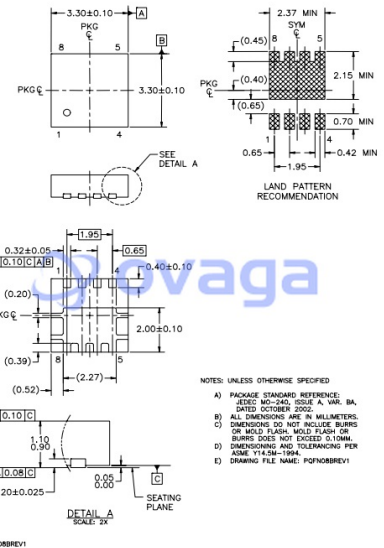 3.30±0.10 A
PKG
℄
8 5
B
PKG ℄
3.30±0.10
1 4
2.37 MIN
SYM
℄
8 5
(0.45)
(0.40)
PKG
℄
(0.65)
2.15 MIN
0.70 MIN
1 4
0.65
0.42 MIN
1.95
LAND PATTERN
RECOMMENDATION
SEE
DETAIL A
1.95
0.32±0.05
0.65
0.10 C A B
1 4
0.40±0.10
(0.20)
ovaga
2.00±0.10
(0.39)
8 5
(0.52)
(2.27)
NOTES: UNLESS OTHERWISE SPECIFIED
A) PACKAGE STANDARD REFERENCE:
JEDEC MO-240, ISSUE A, VAR. BA,
DATED OCTOBER 2002.
B) ALL DIMENSIONS ARE IN MILLIMETERS.
C) DIMENSIONS DO NOT INCLUDE BURRS
OR MOLD FLASH. MOLD FLASH OR
BURRS DOES NOT EXCEED 0.10MM.
D) DIMENSIONING AND TOLERANCING PER
ASME Y14.5M-1994.
E) DRAWING FILE NAME: PQFN08BREV1
0.10 C
1.10
0.90
0.08 C
20±0.025
0.05
0.00
C
SEATING
PLANE
DETAIL A
SCALE: 2X
08BREV1